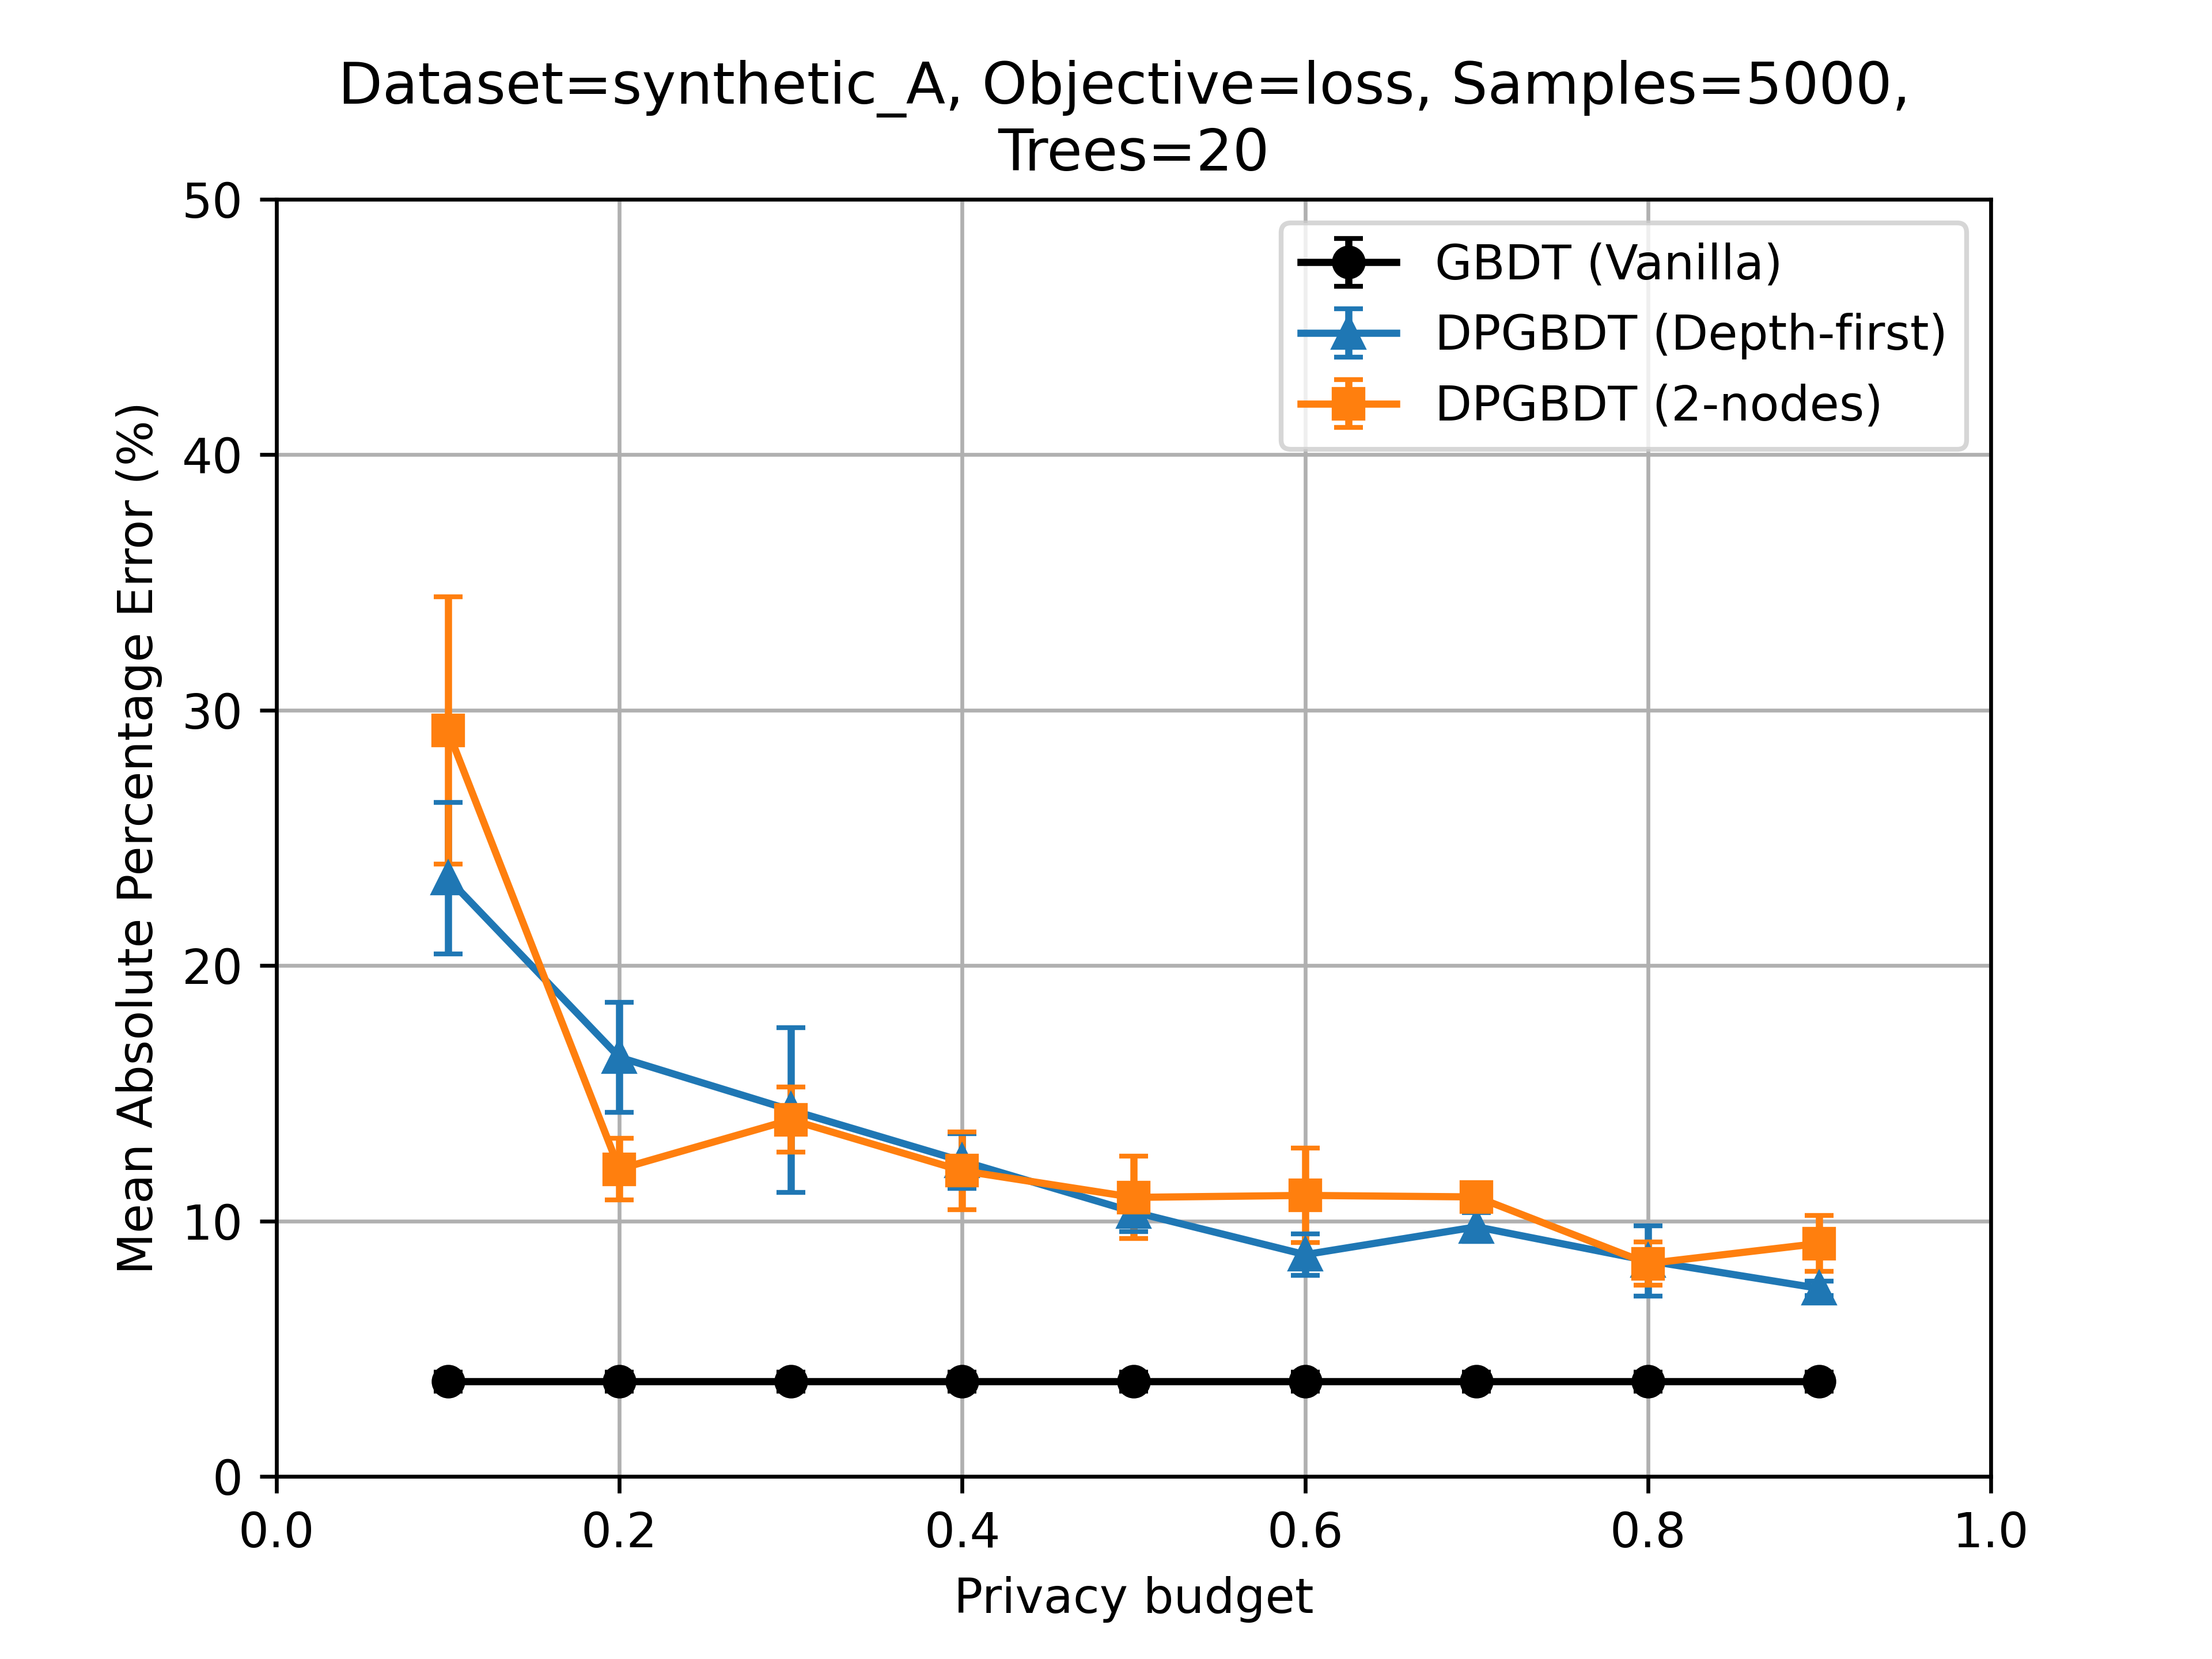 Dataset=synthetic_A, Objective=loss, Samples=5000,
Trees=20
50
40
30
20
10
0
Mean Absolute Percentage Error (%)
GBDT (Vanilla)
DPGBDT (Depth-first)
DPGBDT (2-nodes)
0.0 0.2 0.4 0.6 0.8 1.0
Privacy budget